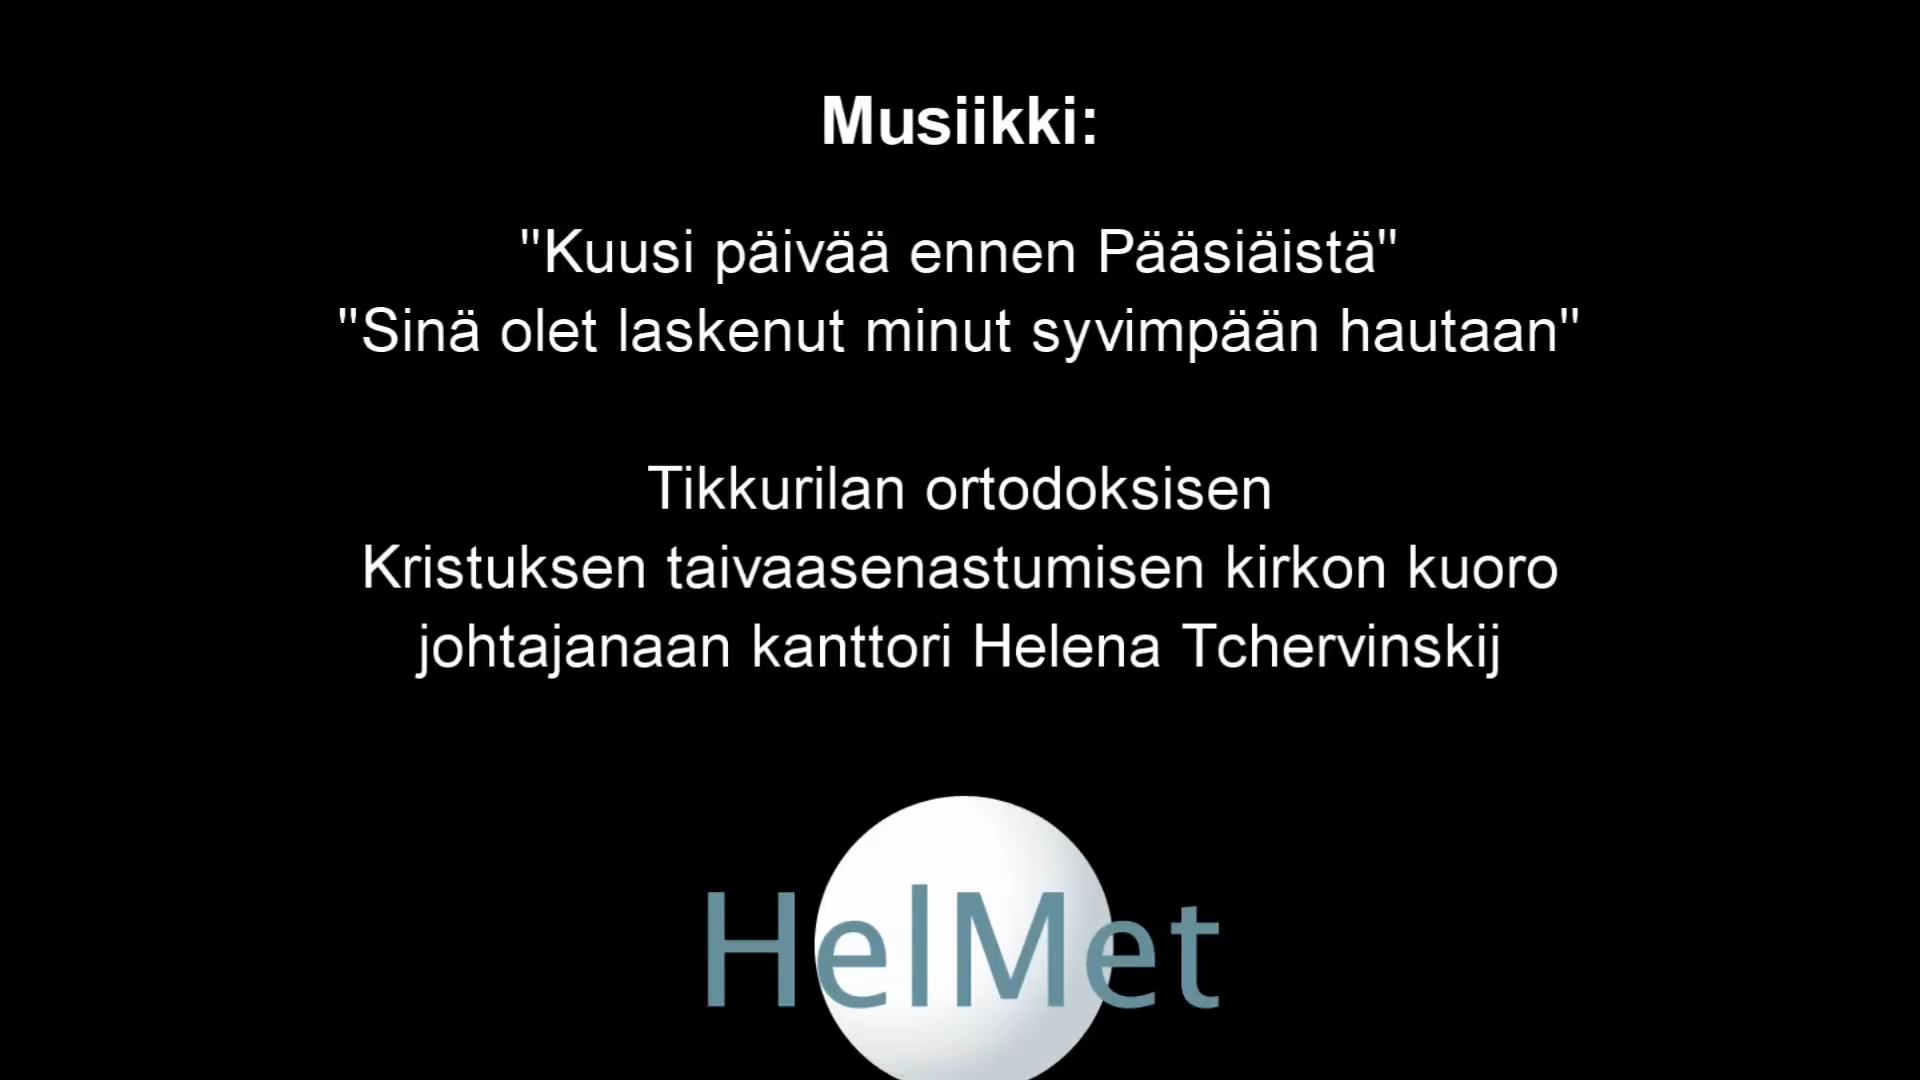 Musiikki:
"Kuusi päivää ennen Pääsiäistä"
"Sinä olet laskenut minut syvimpään hautaan"
Tikkurilan ortodoksisen
Kristuksen taivaasenastumisen kirkon kuoro
johtajanaan kanttori Helena Tchervinskij
HelMet